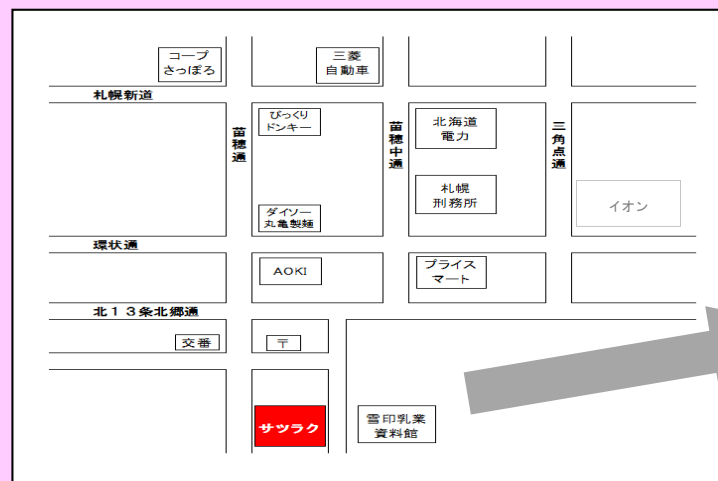 コープ
さっぽろ
三菱
自動車
札幌新道
びっくり
ドンキー
苗穂通
苗穂中通
北海道
電力
三角点通
札幌
刑務所
イオン
ダイソー
丸亀製麺
環状通
AOKI
プライス
マート
北13条北郷通
交番
〒
サツラク
雪印乳業
資料館